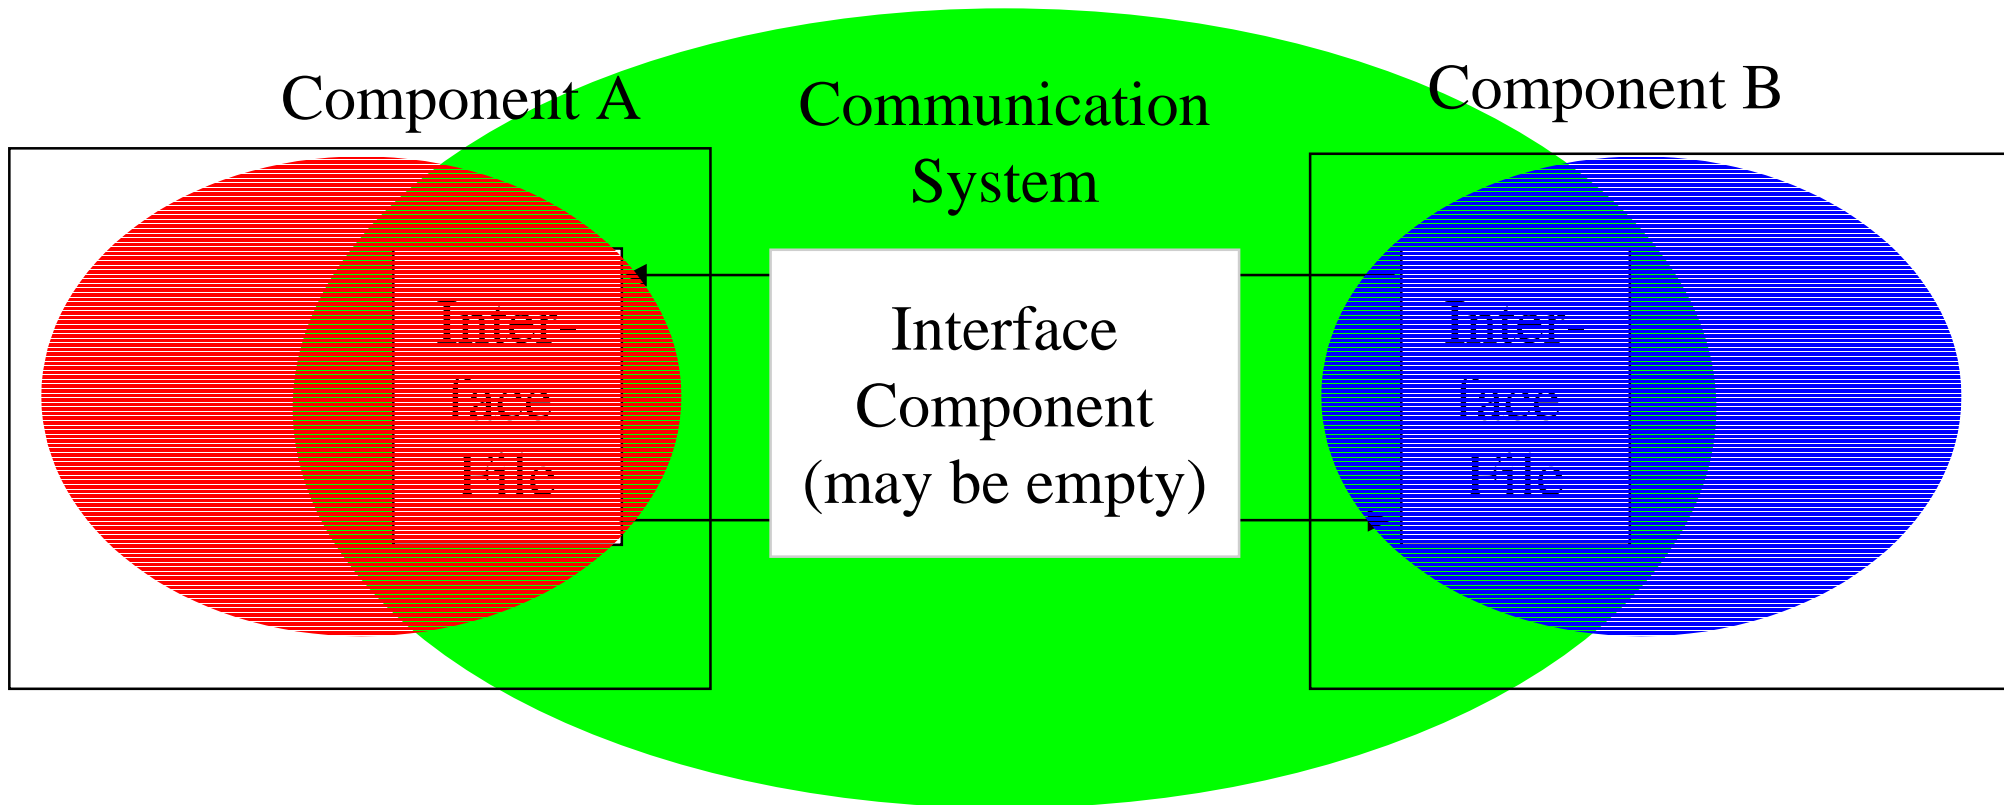 Component A
Communication
System
Component B
Inter-
face
File
Interface
Component
(may be empty)
Inter-
face
File